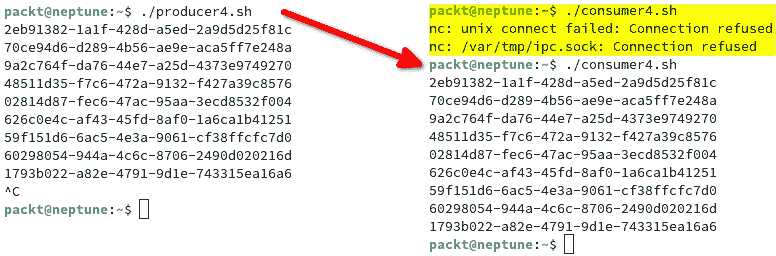 packt@neptune:~$ ./producer4.sh
2eb91382-1a1f-428d-a5ed-2a9d5d25f81c
70ce94d6-d289-4b56-ae9e-aca5ff7e248a
9a2c764f-da76-44e7-a25d-4373e9749270
48511d35-f7c6-472a-9132-f427a39c8576
02814d87-fec6-47ac-95aa-3ecd8532f004
626c0e4c-af43-45fd-8af0-1a6ca1b41251
59f151d6-6ac5-4e3a-9061-cf38ffcfc7d0
60298054-944a-4c6c-8706-2490d020216d
1793b022-a82e-4791-9d1e-743315ea16a6
^C
packt@neptune:~$
packt@neptune:~$ ./consumer4.sh
nc: unix connect failed: Connection refused
nc: /var/tmp/ipc.sock: Connection refused
packt@neptune:~$ ./consumer4.sh
2eb91382-1a1f-428d-a5ed-2a9d5d25f81c
70ce94d6-d289-4b56-ae9e-aca5ff7e248a
9a2c764f-da76-44e7-a25d-4373e9749270
48511d35-f7c6-472a-9132-f427a39c8576
02814d87-fec6-47ac-95aa-3ecd8532f004
626c0e4c-af43-45fd-8af0-1a6ca1b41251
59f151d6-6ac5-4e3a-9061-cf38ffcfc7d0
60298054-944a-4c6c-8706-2490d020216d
1793b022-a82e-4791-9d1e-743315ea16a6
packt@neptune:~$